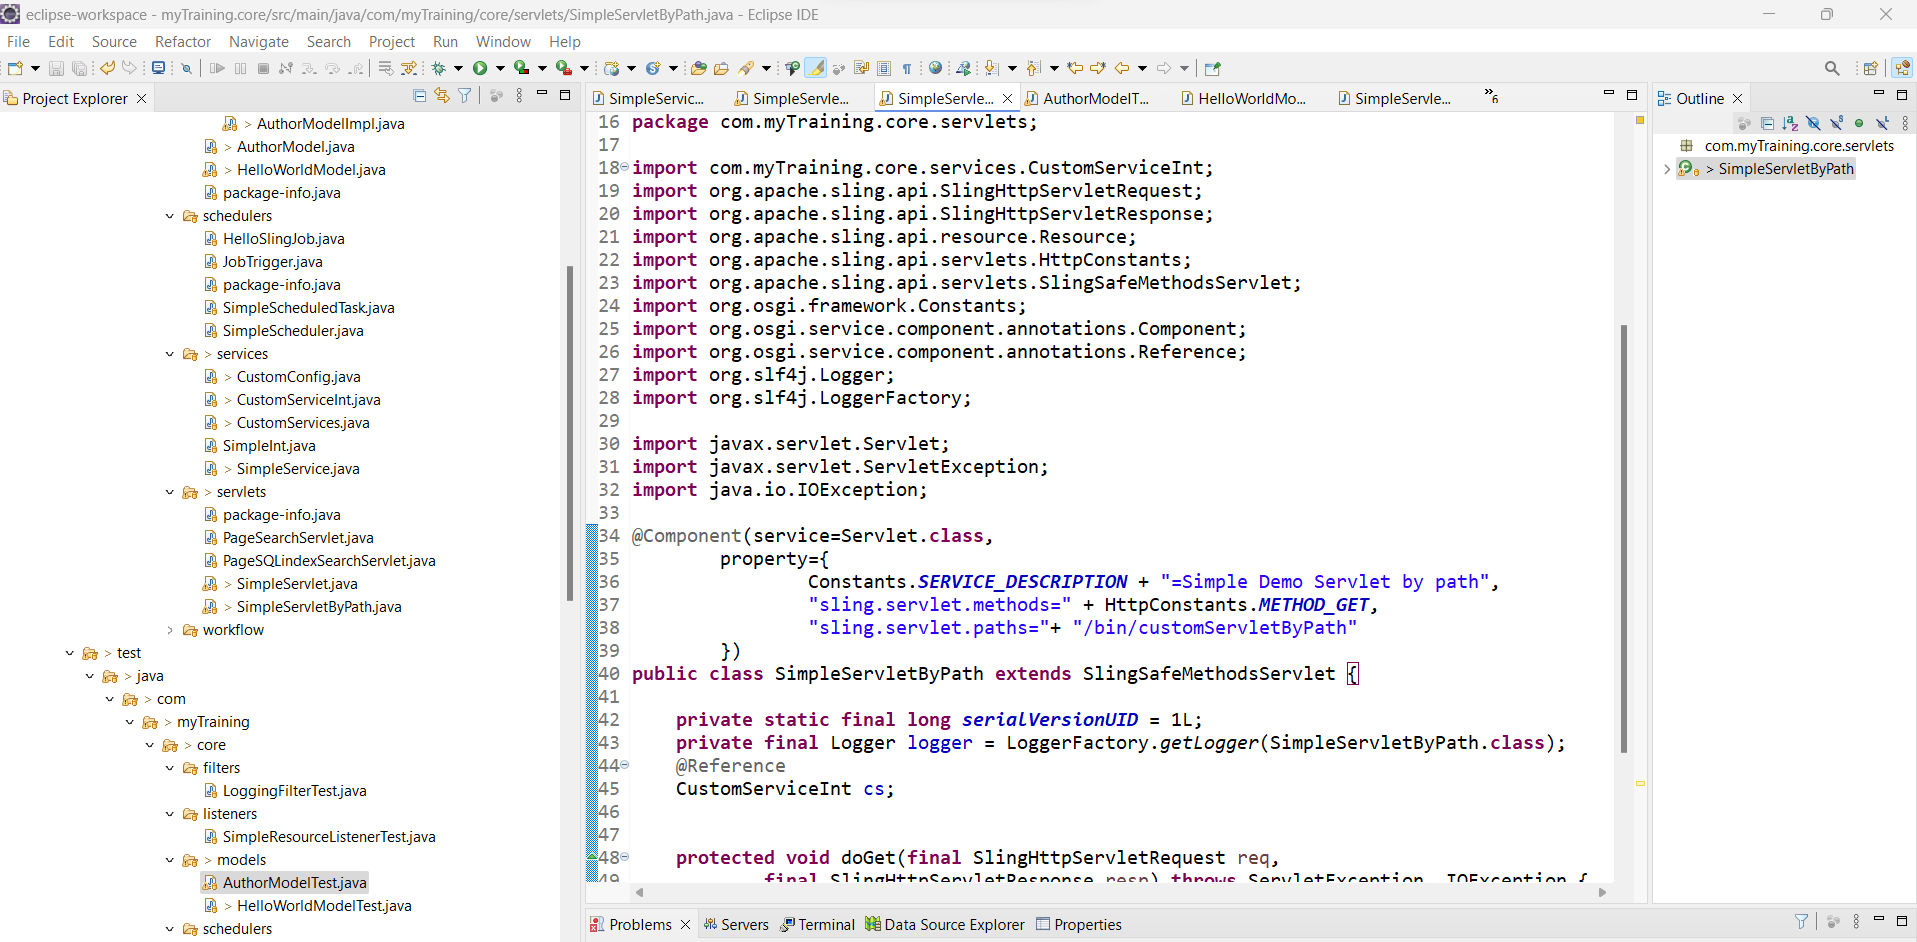 eclipse-workspace - myTraining.core/src/main/java/com/myTraining/core/servlets/SimpleServletByPath.java - Eclipse IDE
File Edit Source Refactor Navigate Search Project Run Window Help
Project Explorer
> AuthorModelImpl.java
> AuthorModel.java
> HelloWorldModel.java
package-info.java
schedulers
HelloSlingJob.java
JobTrigger.java
package-info.java
SimpleScheduledTask.java
SimpleScheduler.java
> services
> CustomConfig.java
> CustomServiceInt.java
> CustomServices.java
SimpleInt.java
> SimpleService.java
> servlets
package-info.java
PageSearchServlet.java
PageSQLindexSearchServlet.java
> SimpleServlet.java
> SimpleServletByPath.java
workflow
> test
> java
> com
> myTraining
> core
filters
LoggingFilterTest.java
listeners
SimpleResourceListenerTest.java
> models
AuthorModelTest.java
> HelloWorldModelTest.java
schedulers
SimpleServic... SimpleServle... SimpleServle... AuthorModelT... HelloWorldMo... SimpleServle... »6
16 package com.myTraining.core.servlets;
17
18 import com.myTraining.core.services.CustomServiceInt;
19 import org.apache.sling.api.SlingHttpServletRequest;
20 import org.apache.sling.api.SlingHttpServletResponse;
21 import org.apache.sling.api.resource.Resource;
22 import org.apache.sling.api.servlets.HttpConstants;
23 import org.apache.sling.api.servlets.SlingSafeMethodsServlet;
24 import org.osgi.framework.Constants;
25 import org.osgi.service.component.annotations.Component;
26 import org.osgi.service.component.annotations.Reference;
27 import org.slf4j.Logger;
28 import org.slf4j.LoggerFactory;
29
30 import javax.servlet.Servlet;
31 import javax.servlet.ServletException;
32 import java.io.IOException;
33
34 @Component(service=Servlet.class,
35 property={
36 Constants.SERVICE_DESCRIPTION + "=Simple Demo Servlet by path",
37 "sling.servlet.methods=" + HttpConstants.METHOD_GET,
38 "sling.servlet.paths="+ "/bin/customServletByPath"
39 })
40 public class SimpleServletByPath extends SlingSafeMethodsServlet {
41
42 private static final long serialVersionUID = 1L;
43 private final Logger logger = LoggerFactory.getLogger(SimpleServletByPath.class);
44 @Reference
45 CustomServiceInt cs;
46
47
48 protected void doGet(final SlingHttpServletRequest req,
49 final SlingHttpServletResponse resp) throws ServletException, IOException {
Outline
com.myTraining.core.servlets
> SimpleServletByPath
Problems Servers Terminal Data Source Explorer Properties